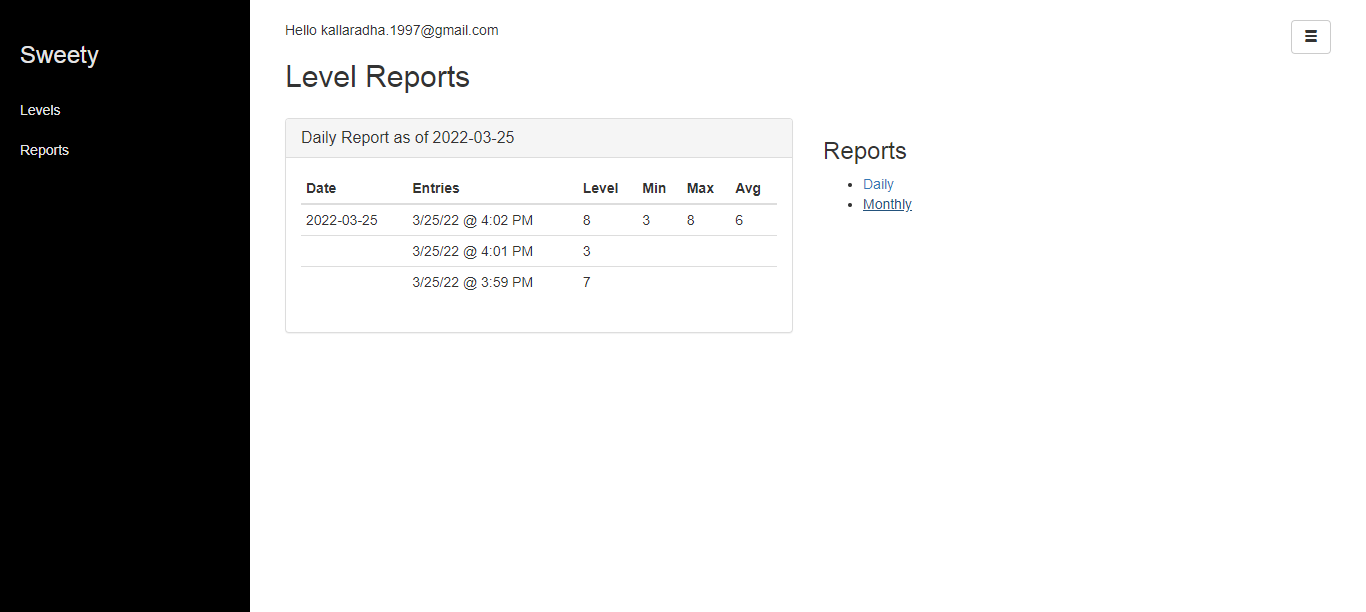 Sweety
Levels
Reports
Hello kallaradha.1997@gmail.com
Level Reports
Daily Report as of 2022-03-25
Date Entries Level Min Max Avg
2022-03-25 3/25/22 @ 4:02 PM 8 3 8 6
3/25/22 @ 4:01 PM 3
3/25/22 @ 3:59 PM 7
Reports
Daily
Monthly